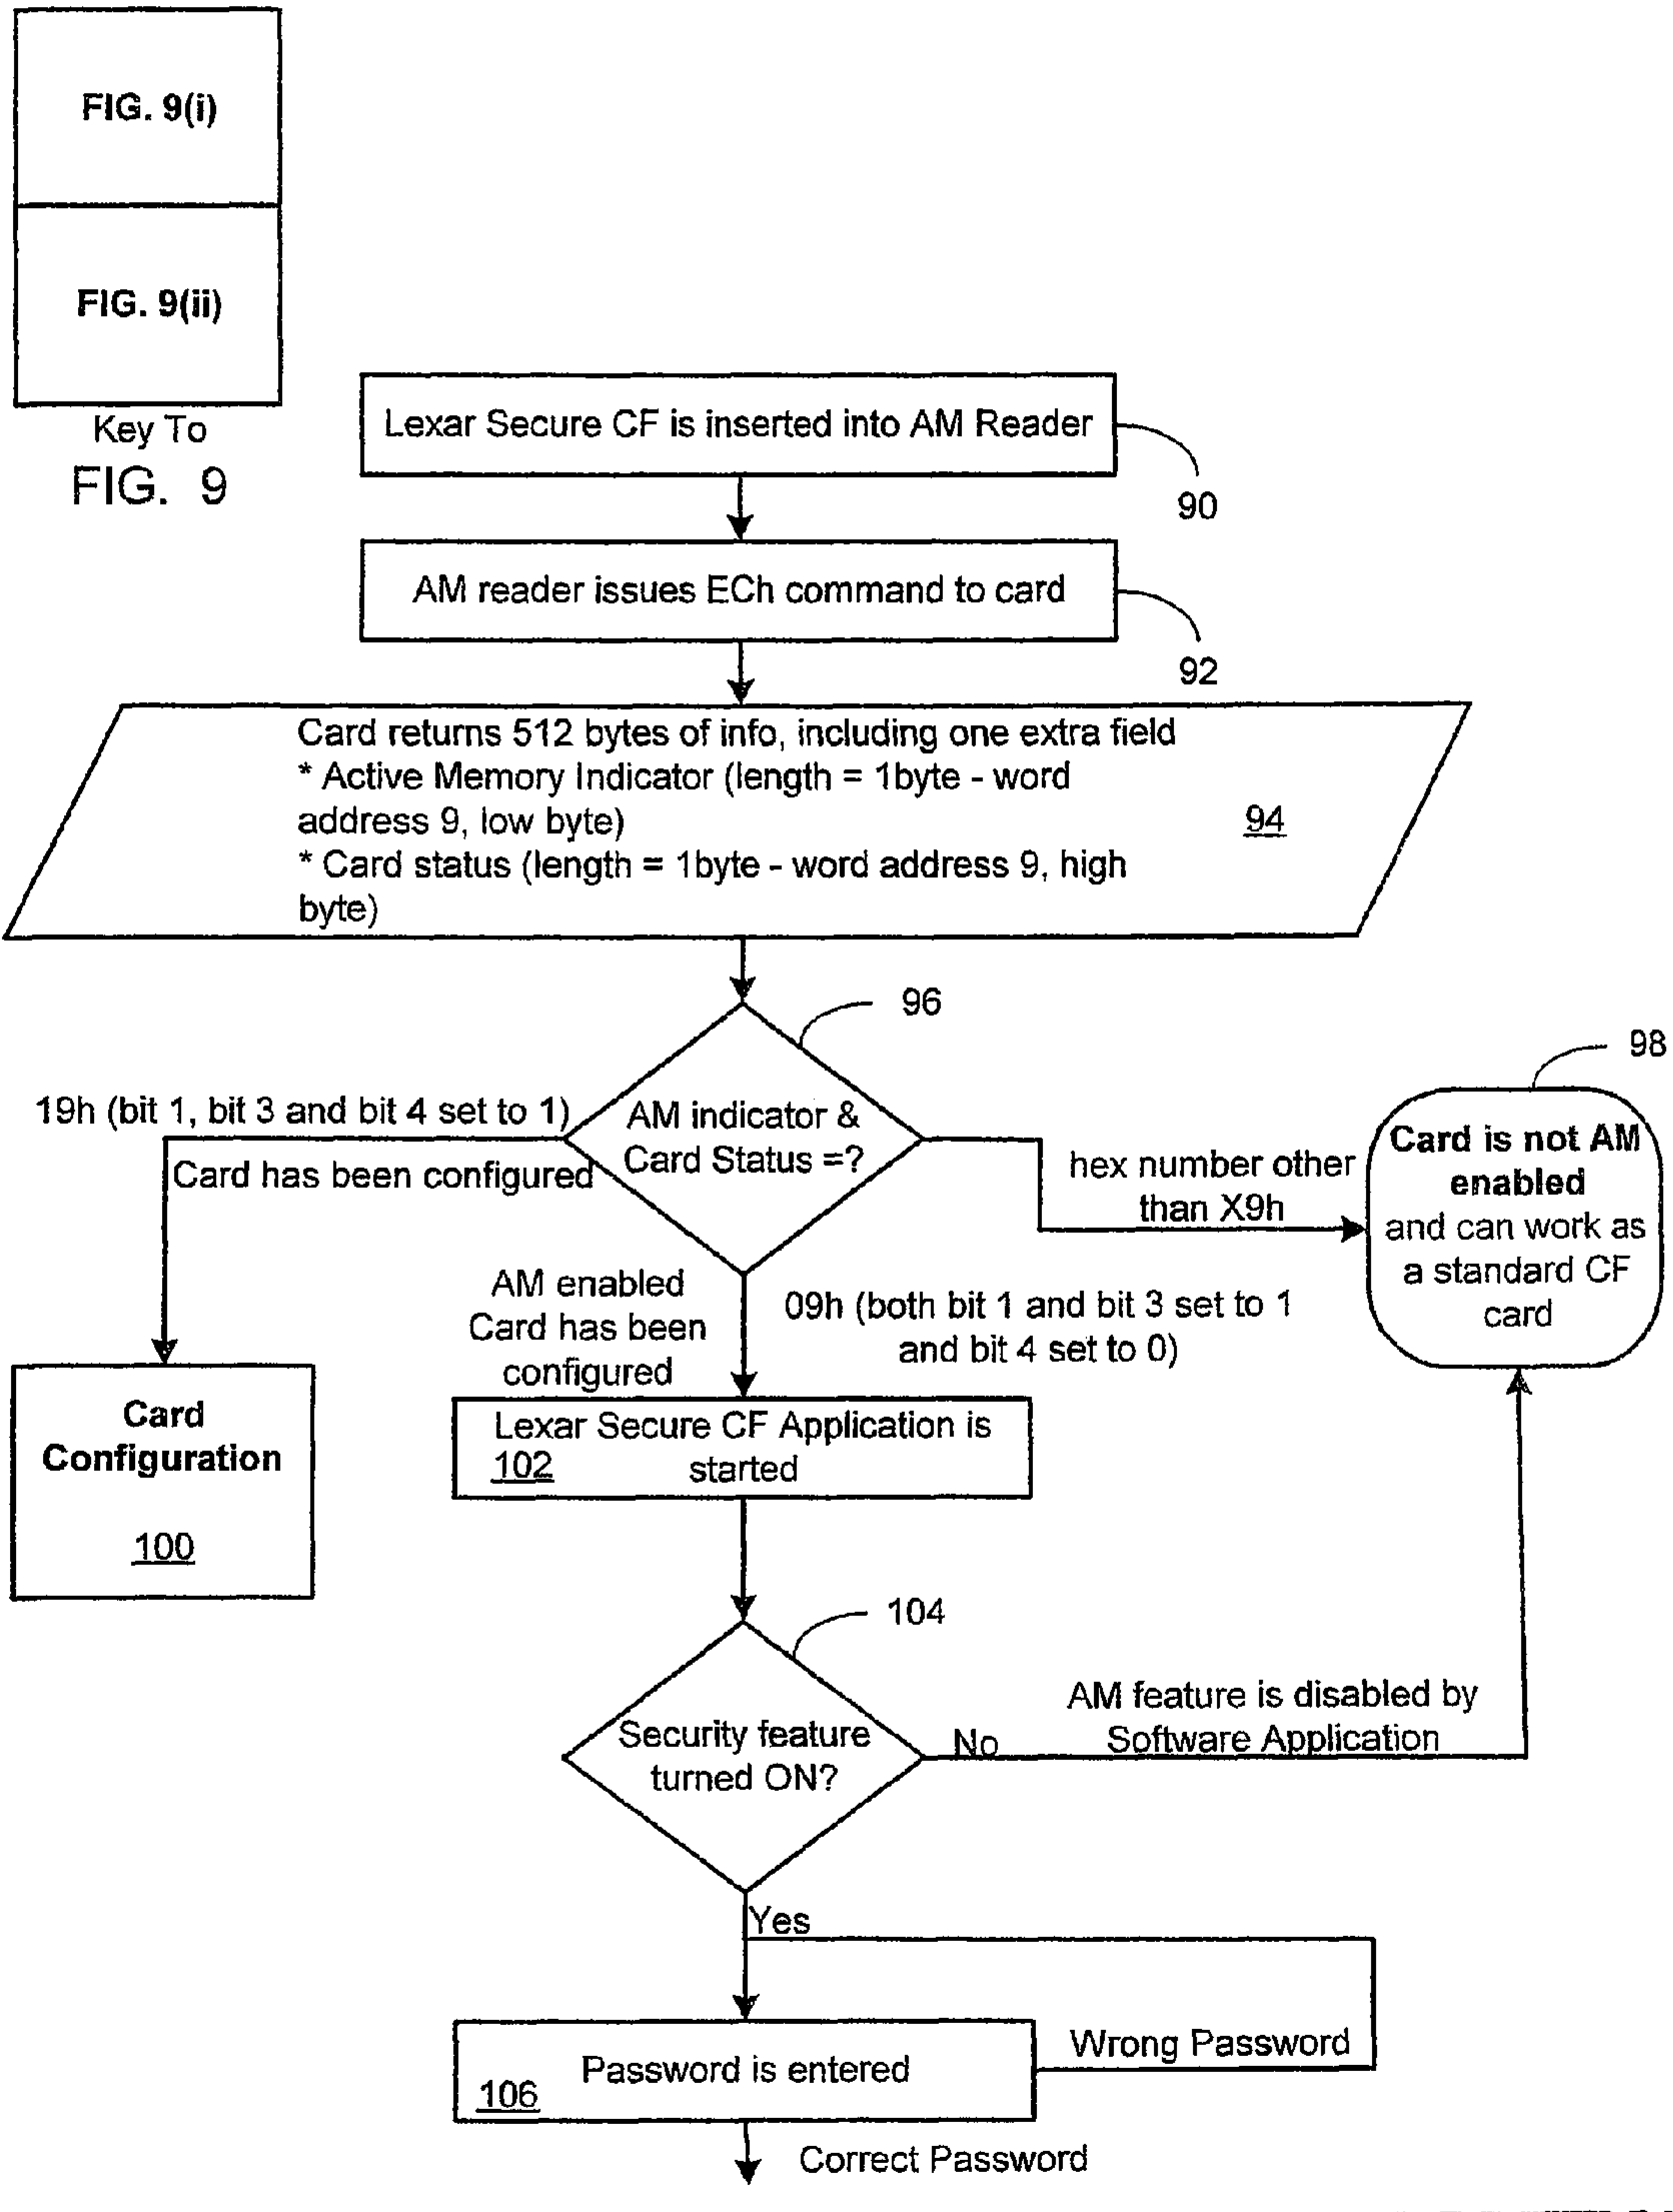 FIG. 9(i)
FIG. 9(ii)
Key To
FIG. 9
Lexar Secure CF is inserted into AM Reader
90
AM reader issues ECh command to card
92
Card returns 512 bytes of info, including one extra field
* Active Memory Indicator (length = 1byte - word
address 9, low byte)
* Card status (length = 1byte - word address 9, high
byte)
94
96
AM indicator &
Card Status =?
19h (bit 1, bit 3 and bit 4 set to 1)
Card has been configured
98
hex number other
than X9h
Card is not AM
enabled
and can work as
a standard CF
card
AM enabled
Card has been
configured
09h (both bit 1 and bit 3 set to 1
and bit 4 set to 0)
Card
Configuration
100
Lexar Secure CF Application is
102 started
104
Security feature
turned ON?
No
AM feature is disabled by
Software Application
Yes
Wrong Password
Password is entered
106
Correct Password